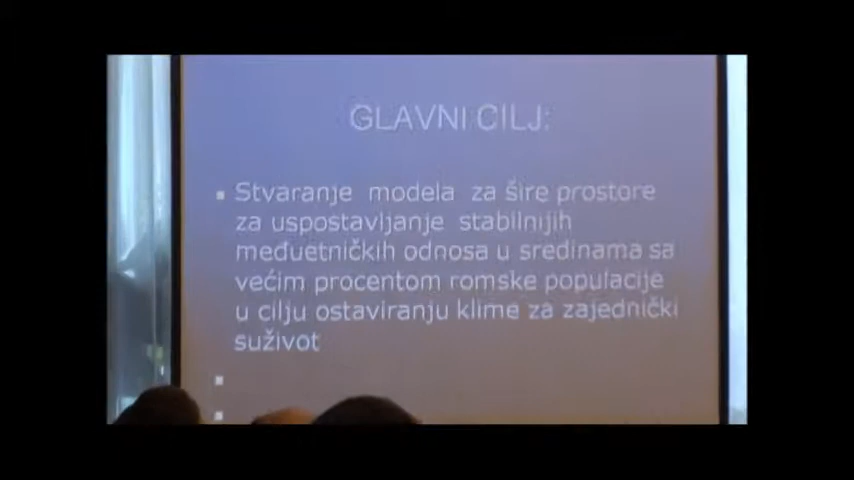 GLAVNI CILJ:
Stvaranje modela za šire prostore
za uspostavljanje stabilnijih
međuetničkih odnosa u sredinama sa
većim procentom romske populacije
u cilju ostaviranju klime za zajednički
suživot